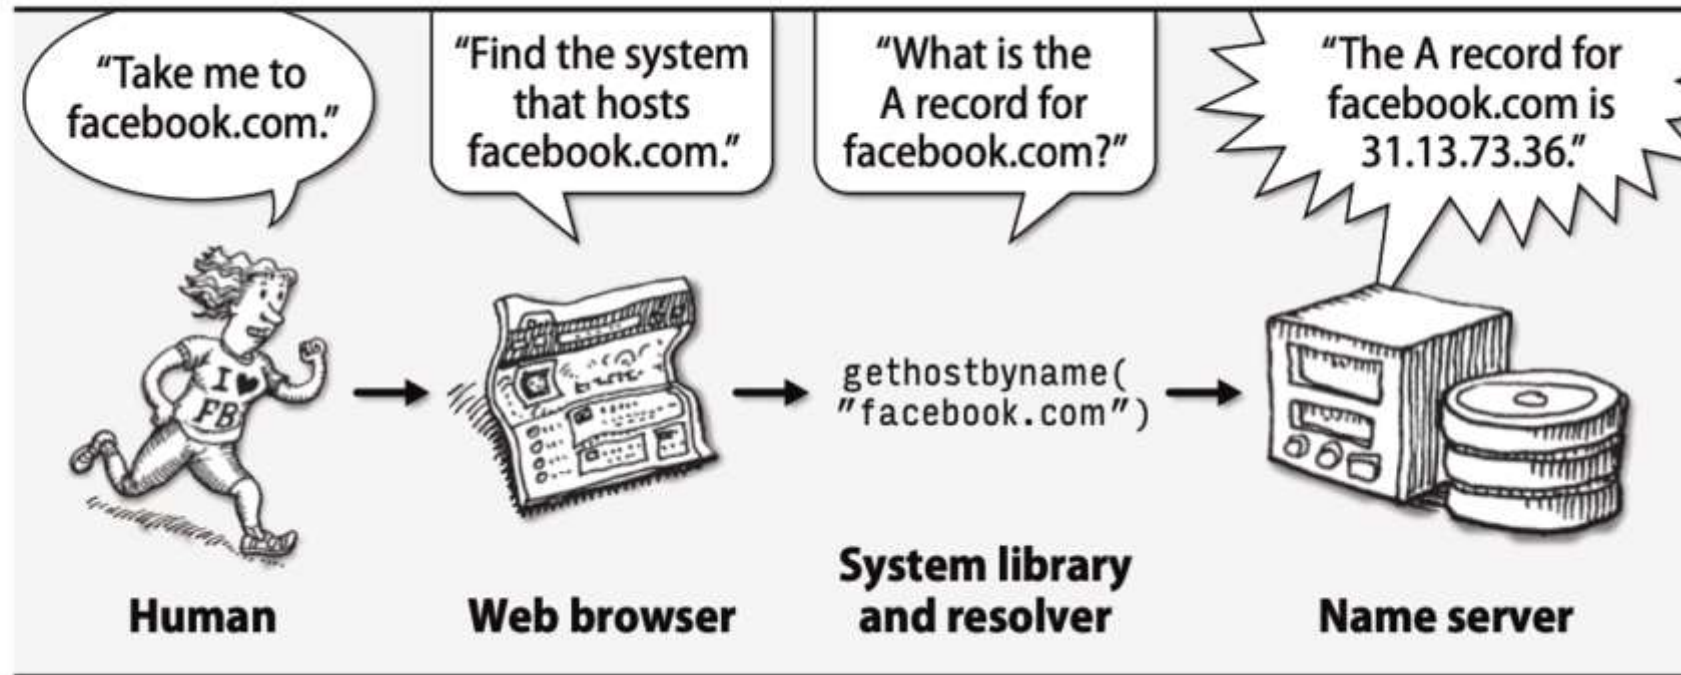 “Take me to
facebook.com.”
“Find the system
that hosts
facebook.com.”
“What is the
A record for
facebook.com?”
“The A record for
facebook.com is
31.13.73.36.”
I ♥
FB
gethostbyname(
"facebook.com")
Human
Web browser
System library
and resolver
Name server